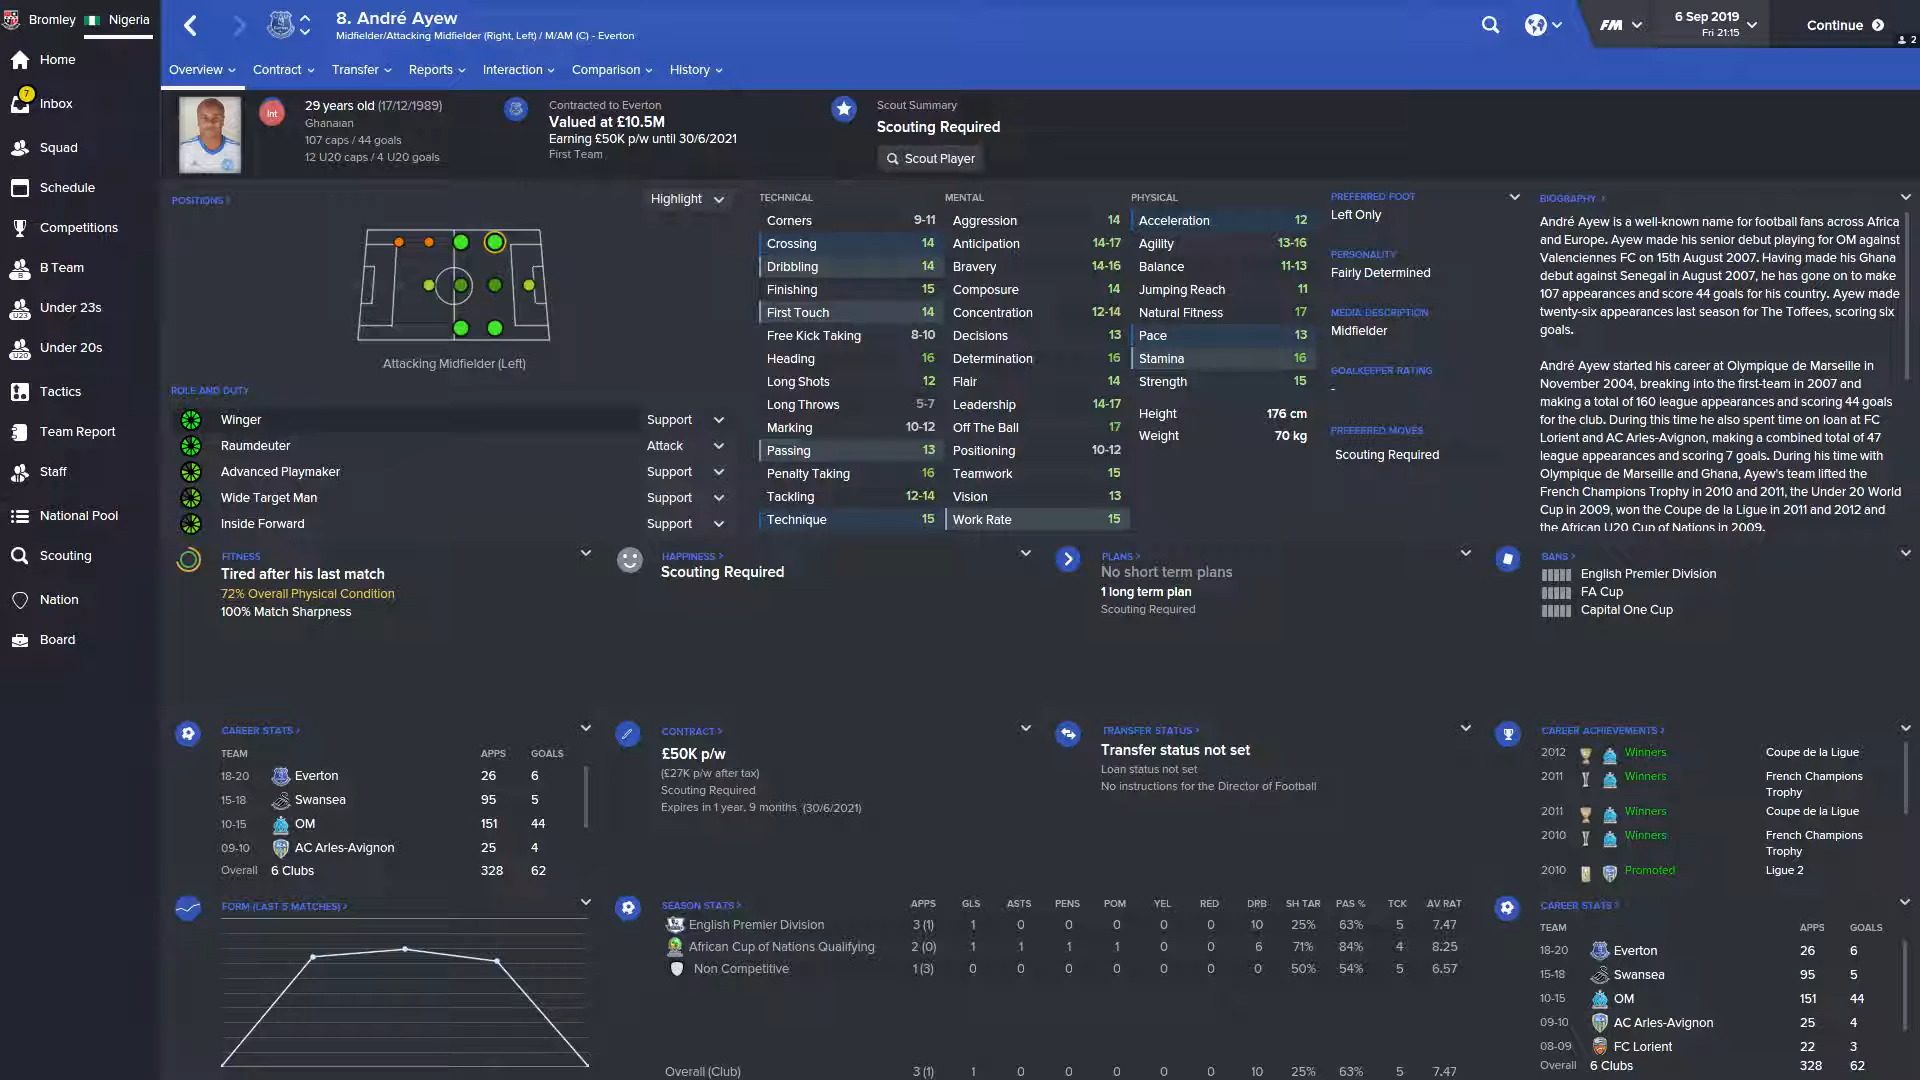 Bromley
Nigeria
8. André Ayew
Midfielder/Attacking Midfielder (Right, Left) / M/AM (C) - Everton
FM
6 Sep 2019
Fri 21:15
Continue
2
Home
7
Inbox
Squad
Schedule
Competitions
B
B Team
U23
Under 23s
U20
Under 20s
Tactics
Team Report
Staff
National Pool
Scouting
Nation
Board
Overview
Contract
Transfer
Reports
Interaction
Comparison
History
Int
29 years old (17/12/1989)
Ghanaian
107 caps / 44 goals
12 U20 caps / 4 U20 goals
Contracted to Everton
Valued at £10.5M
Earning £50K p/w until 30/6/2021
First Team
Scout Summary
Scouting Required
Scout Player
POSITIONS
Highlight
Attacking Midfielder (Left)
ROLE AND DUTY
Winger Support
Raumdeuter Attack
Advanced Playmaker Support
Wide Target Man Support
Inside Forward Support
TECHNICAL
Corners 9-11
Crossing 14
Dribbling 14
Finishing 15
First Touch 14
Free Kick Taking 8-10
Heading 16
Long Shots 12
Long Throws 5-7
Marking 10-12
Passing 13
Penalty Taking 16
Tackling 12-14
Technique 15
MENTAL
Aggression 14
Anticipation 14-17
Bravery 14-16
Composure 14
Concentration 12-14
Decisions 13
Determination 16
Flair 14
Leadership 14-17
Off The Ball 17
Positioning 10-12
Teamwork 15
Vision 13
Work Rate 15
PHYSICAL
Acceleration 12
Agility 13-16
Balance 11-13
Jumping Reach 11
Natural Fitness 17
Pace 13
Stamina 16
Strength 15
Height 176 cm
Weight 70 kg
PREFERRED FOOT
Left Only
PERSONALITY
Fairly Determined
MEDIA DESCRIPTION
Midfielder
GOALKEEPER RATING
-
PREFERRED MOVES
Scouting Required
BIOGRAPHY
André Ayew is a well-known name for football fans across Africa
and Europe. Ayew made his senior debut playing for OM against
Valenciennes FC on 15th August 2007. Having made his Ghana
debut against Senegal in August 2007, he has gone on to make
107 appearances and score 44 goals for his country. Ayew made
twenty-six appearances last season for The Toffees, scoring six
goals.
André Ayew started his career at Olympique de Marseille in
November 2004, breaking into the first-team in 2007 and
making a total of 160 league appearances and scoring 44 goals
for the club. During this time he also spent time on loan at FC
Lorient and AC Arles-Avignon, making a combined total of 47
league appearances and scoring 7 goals. During his time with
Olympique de Marseille and Ghana, Ayew's team lifted the
French Champions Trophy in 2010 and 2011, the Under 20 World
Cup in 2009, won the Coupe de la Ligue in 2011 and 2012 and
the African U20 Cup of Nations in 2009.
FITNESS
Tired after his last match
72% Overall Physical Condition
100% Match Sharpness
HAPPINESS
Scouting Required
PLANS
No short term plans
1 long term plan
Scouting Required
BANS
English Premier Division
FA Cup
Capital One Cup
CAREER STATS
TEAM APPS GOALS
18-20 Everton 26 6
15-18 Swansea 95 5
10-15 OM 151 44
09-10 AC Arles-Avignon 25 4
Overall 6 Clubs 328 62
CONTRACT
£50K p/w
(£27K p/w after tax)
Scouting Required
Expires in 1 year, 9 months (30/6/2021)
TRANSFER STATUS
Transfer status not set
Loan status not set
No instructions for the Director of Football
CAREER ACHIEVEMENTS
2012 Winners Coupe de la Ligue
2011 Winners French Champions
Trophy
2011 Winners Coupe de la Ligue
2010 Winners French Champions
Trophy
2010 Promoted Ligue 2
FORM (LAST 5 MATCHES)
SEASON STATS APPS GLS ASTS PENS POM YEL RED DRB SH TAR PAS % TCK AV RAT
English Premier Division 3 (1) 1 0 0 0 0 0 10 25% 63% 5 7.47
African Cup of Nations Qualifying 2 (0) 1 1 1 1 0 0 6 71% 84% 4 8.25
Non Competitive 1 (3) 0 0 0 0 0 0 0 50% 54% 5 6.57
Overall (Club) 3 (1) 1 0 0 0 0 0 10 25% 63% 5 7.47
CAREER STATS
TEAM APPS GOALS
18-20 Everton 26 6
15-18 Swansea 95 5
10-15 OM 151 44
09-10 AC Arles-Avignon 25 4
08-09 FC Lorient 22 3
Overall 6 Clubs 328 62